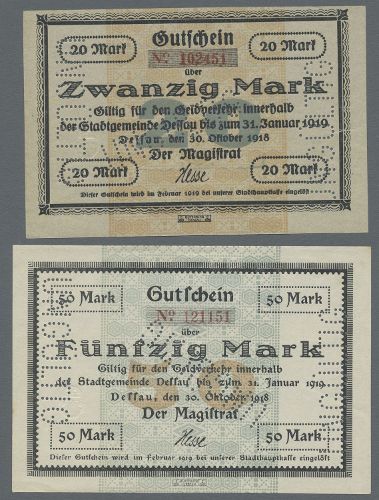 20 Mark Gutschein 20 Mark
No 102451
über
Zwanzig Mark
Giltig für den Geldverkehr innerhalb
der Stadtgemeinde Dessau bis zum 31. Januar 1919
Dessau, den 30. Oktober 1918
Der Magistrat
20 Mark Hesse 20 Mark
Dieser Gutschein wird im Februar 1919 bei unserer Stadthauptkasse eingelöst
50 Mark Gutschein 50 Mark
No 121151
über
Fünfzig Mark
Giltig für den Geldverkehr innerhalb
der Stadtgemeinde Dessau bis zum 31. Januar 1919
Dessau, den 30. Oktober 1918
Der Magistrat
50 Mark Hesse 50 Mark
Dieser Gutschein wird im Februar 1919 bei unserer Stadthauptkasse eingelöst